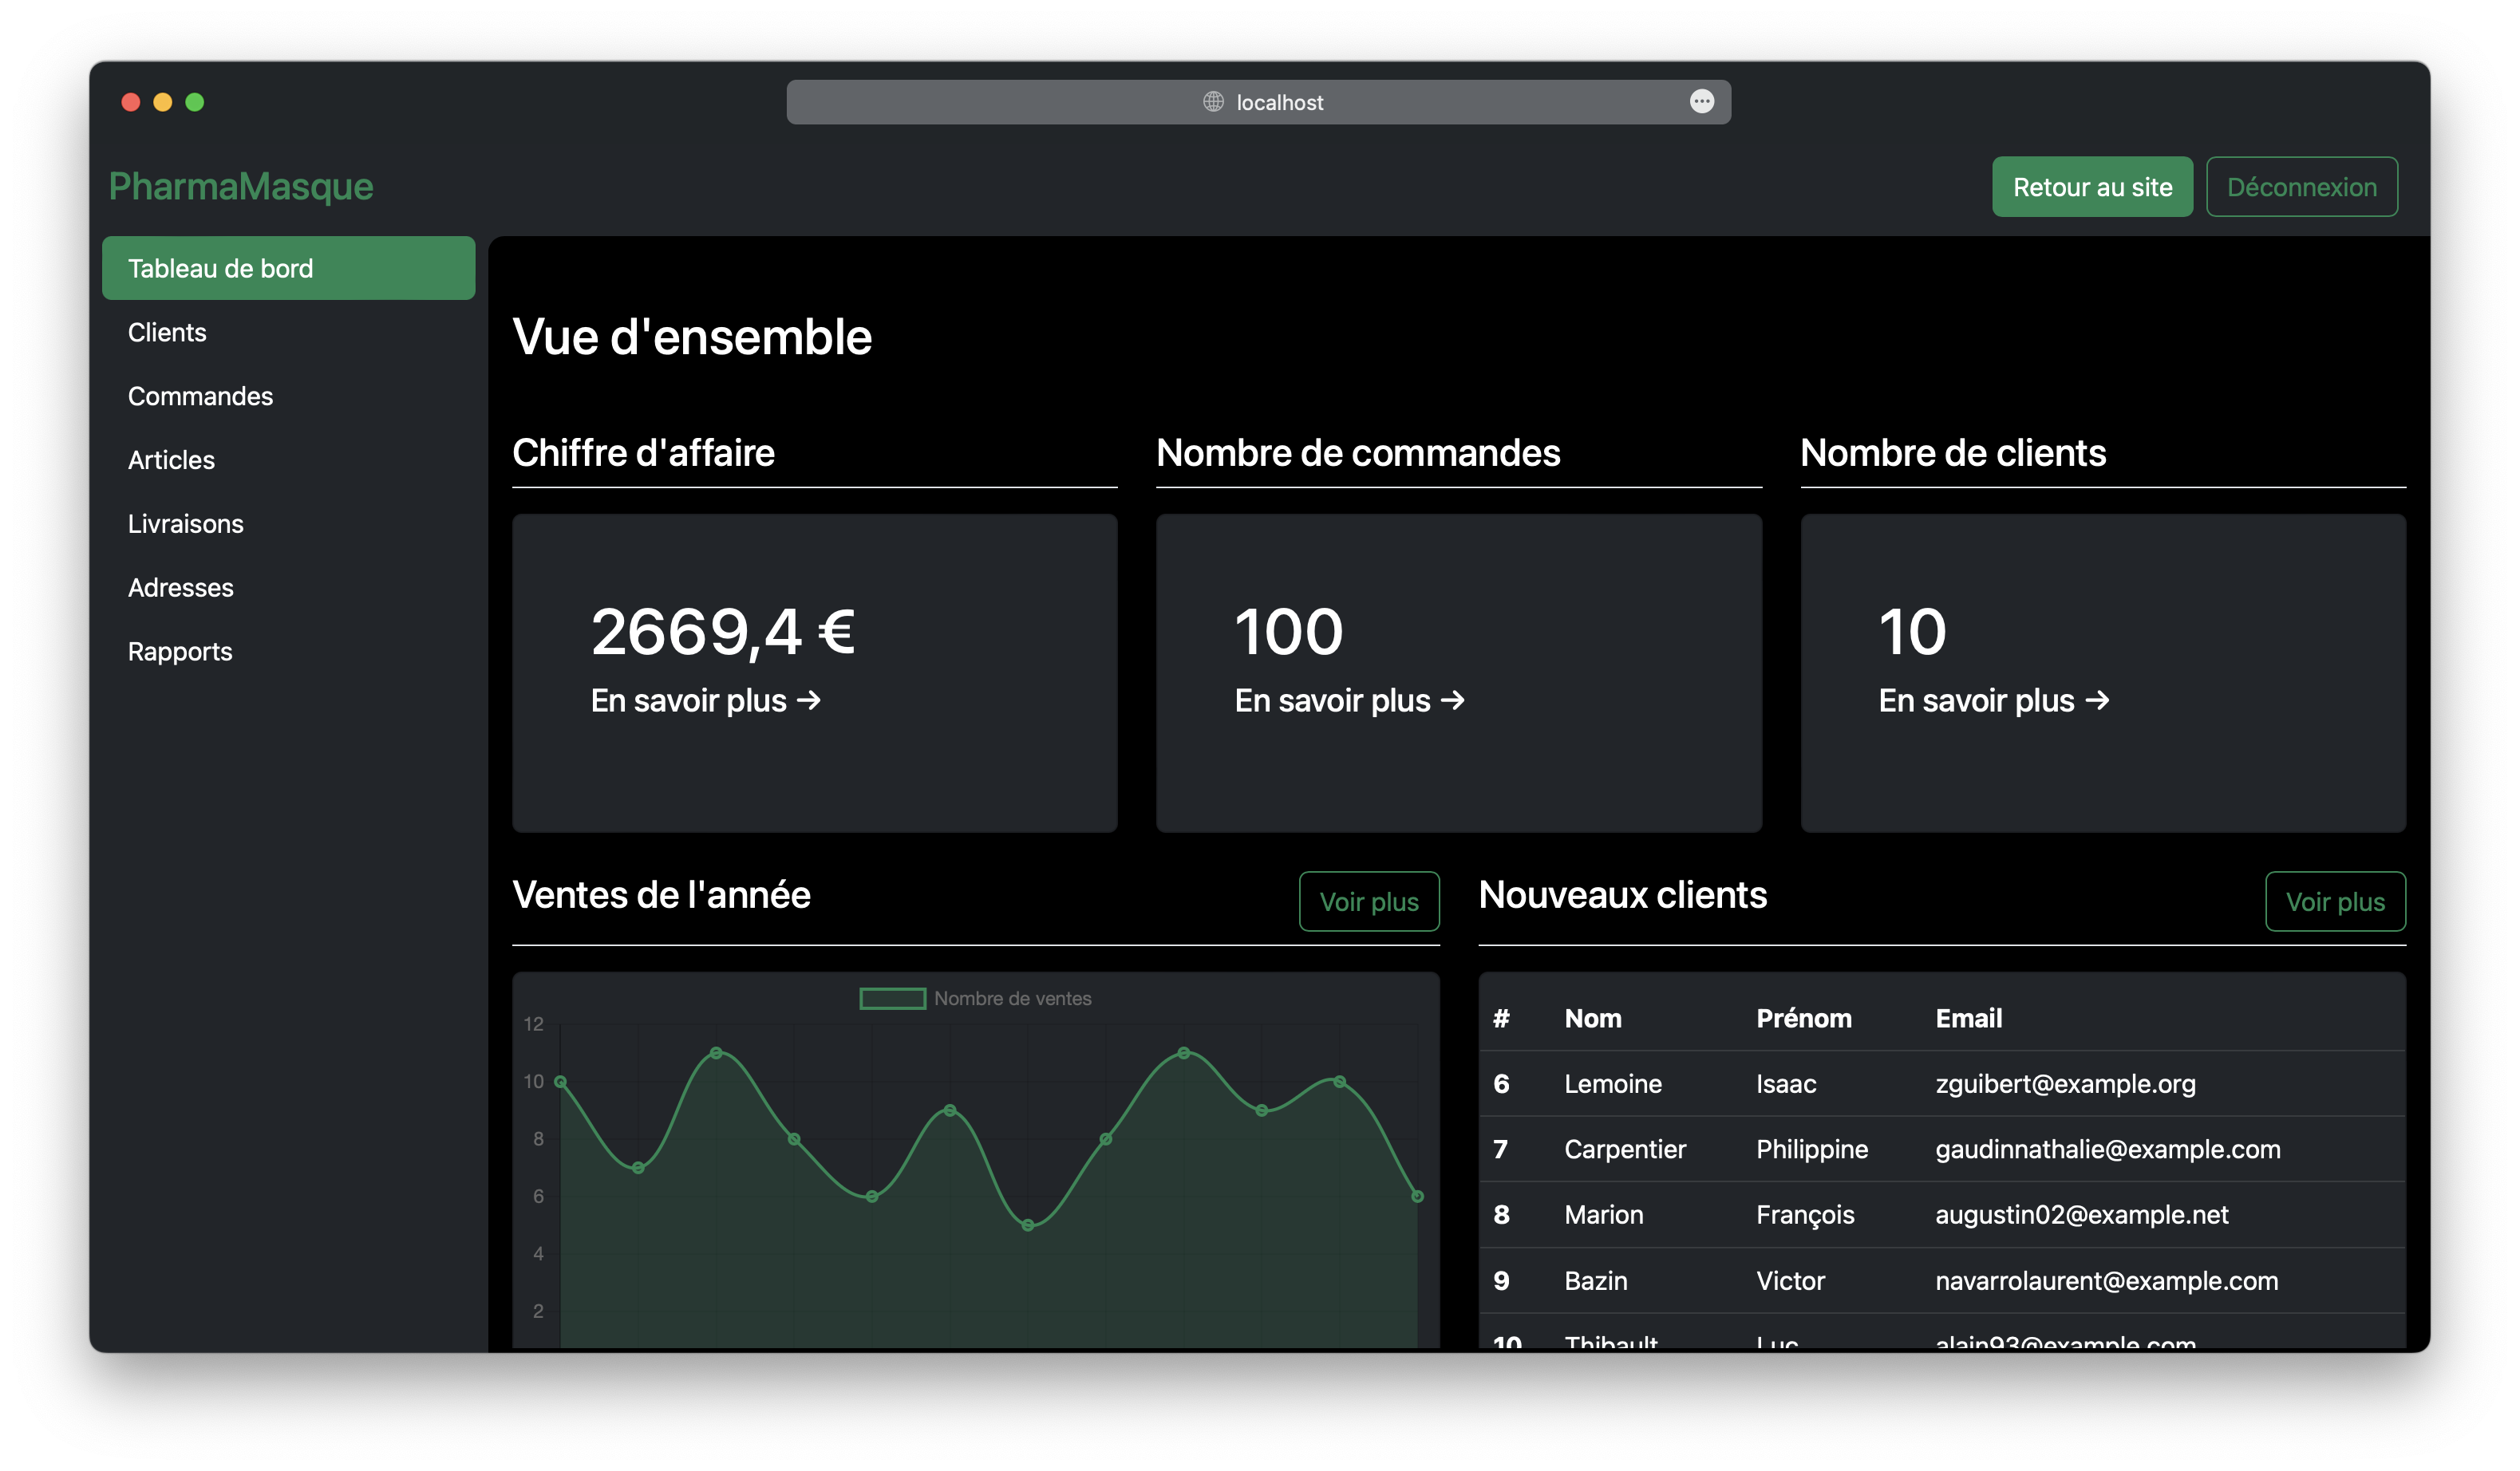 localhost
PharmaMasque
Retour au site
Déconnexion
Tableau de bord
Clients
Commandes
Articles
Livraisons
Adresses
Rapports
Vue d'ensemble
Chiffre d'affaire
2669,4 €
En savoir plus →
Nombre de commandes
100
En savoir plus →
Nombre de clients
10
En savoir plus →
Ventes de l'année
Voir plus
Nombre de ventes
12
10
8
6
4
2
Nouveaux clients
Voir plus
# Nom Prénom Email
6 Lemoine Isaac zguibert@example.org
7 Carpentier Philippine gaudinnathalie@example.com
8 Marion François augustin02@example.net
9 Bazin Victor navarrolaurent@example.com
10 Thibault Luc alain93@example.com